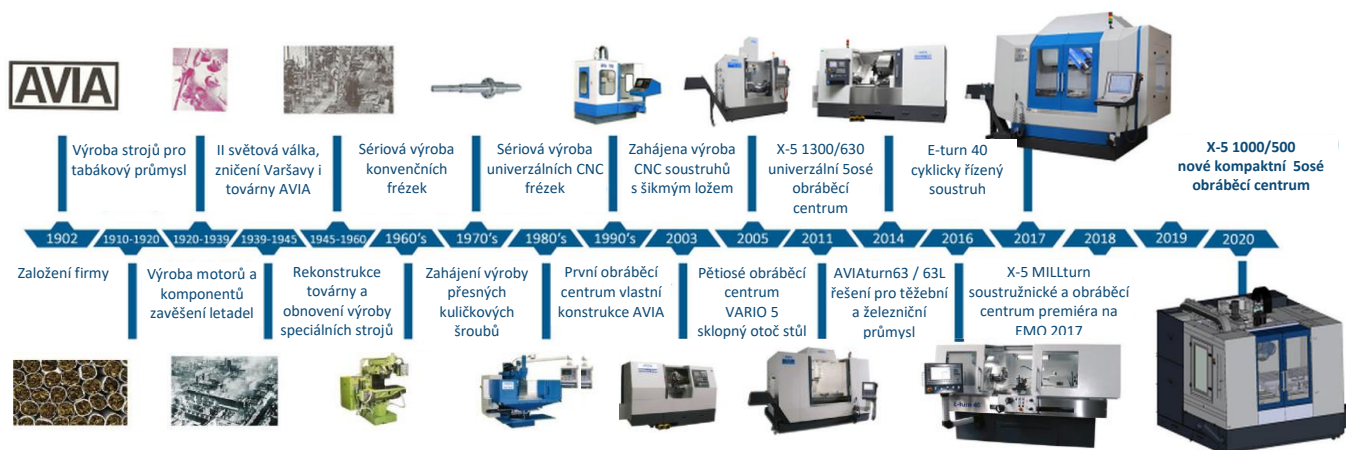 AVIA
Výroba strojů pro
tabákový průmysl
II světová válka,
zničení Varšavy i
továrny AVIA
Sériová výroba
konvenčních
frézek
Sériová výroba
univerzálních CNC
frézek
Zahájena výroba
CNC soustruhů
s šikmým ložem
X-5 1300/630
univerzální 5osé
obráběcí
centrum
E-turn 40
cyklicky řízený
soustruh
X-5 1000/500
nové kompaktní 5osé
obráběcí centrum
1902
1910-1920
1920-1939
1939-1945
1945-1960
1960's
1970's
1980's
1990's
2003
2005
2011
2014
2016
2017
2018
2019
2020
Založení firmy
Výroba motorů a
komponentů
zavěšení letadel
Rekonstrukce
továrny a
obnovení výroby
speciálních strojů
Zahájení výroby
přesných
kuličkových
šroubů
První obráběcí
centrum vlastní
konstrukce AVIA
Pětiosé obráběcí
centrum
VARIO 5
sklopný otoč stůl
AVIAturn63 / 63L
řešení pro těžební
a železniční
průmysl
X-5 MILLturn
soustružnické a obráběcí
centrum premiéra na
EMO 2017
E-turn 40